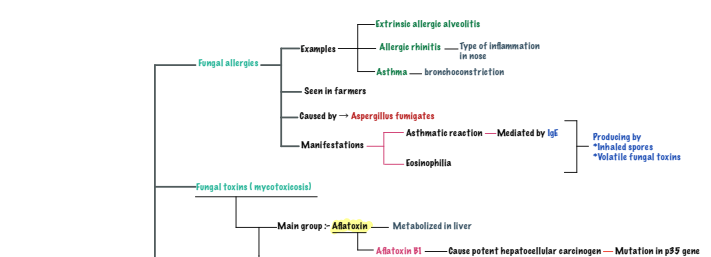 Extrinsic allergic alveolitis
Examples
Allergic rhinitis
Type of inflammation
in nose
Fungal allergies
Asthma
bronchoconstriction
Seen in farmers
Caused by → Aspergillus fumigates
Asthmatic reaction — Mediated by IgE
Manifestations
Eosinophilia
Producing by
*Inhaled spores
*Volatile fungal toxins
Fungal toxins ( mycotoxicosis)
Main group :- Aflatoxin — Metabolized in liver
Aflatoxin B1 — Cause potent hepatocellular carcinogen — Mutation in p35 gene